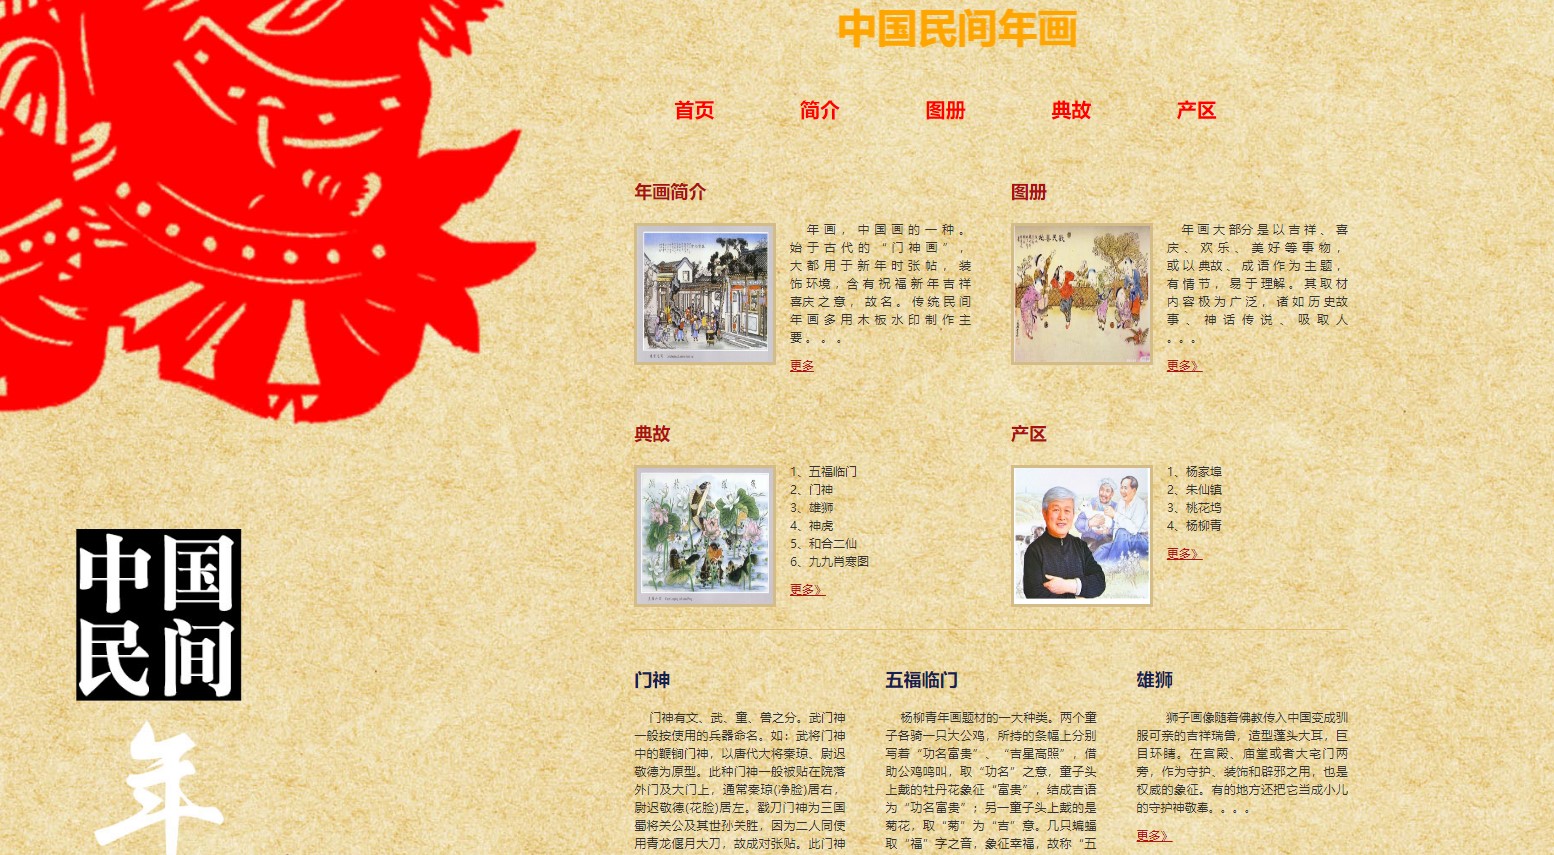 中国民间年画
首页
简介
图册
典故
产区
年画简介
年画，中国画的一种。
始于古代的“门神画”，
大都用于新年时张帖，装
饰环境，含有祝福新年吉祥
喜庆之意，故名。传统民间
年画多用木板水印制作主
要。。。
更多
图册
年画大部分是以吉祥、喜
庆、欢乐、美好等事物，
或以典故、成语作为主题，
有情节，易于理解。其取材
内容极为广泛，诸如历史故
事、神话传说、吸取人
。。。
更多》
典故
1、五福临门
2、门神
3、雄狮
4、神虎
5、和合二仙
6、九九肖寒图
更多》
产区
1、杨家埠
2、朱仙镇
3、桃花坞
4、杨柳青
更多》
中国
民间
年
门神
门神有文、武、童、兽之分。武门神
一般按使用的兵器命名。如：武将门神
中的鞭锏门神，以唐代大将秦琼、尉迟
敬德为原型。此种门神一般被贴在院落
外门及大门上，通常秦琼(净脸)居右，
尉迟敬德(花脸)居左。戳刀门神为三国
蜀将关公及其世孙关胜，因为二人同使
用青龙偃月大刀，故成对张贴。此门神
五福临门
杨柳青年画题材的一大种类。两个童
子各骑一只大公鸡，所持的条幅上分别
写着“功名富贵”、“吉星高照”，借
助公鸡鸣叫，取“功名”之意，童子头
上戴的牡丹花象征“富贵”，结成吉语
为“功名富贵”；另一童子头上戴的是
菊花，取“菊”为“吉”意。几只蝙蝠
取“福”字之音，象征幸福，故称“五
雄狮
狮子画像随着佛教传入中国变成驯
服可亲的吉祥瑞兽，造型蓬头大耳，巨
目环睛。在宫殿、庙堂或者大宅门两
旁，作为守护、装饰和辟邪之用，也是
权威的象征。有的地方还把它当成小儿
的守护神敬奉。。。。
更多》